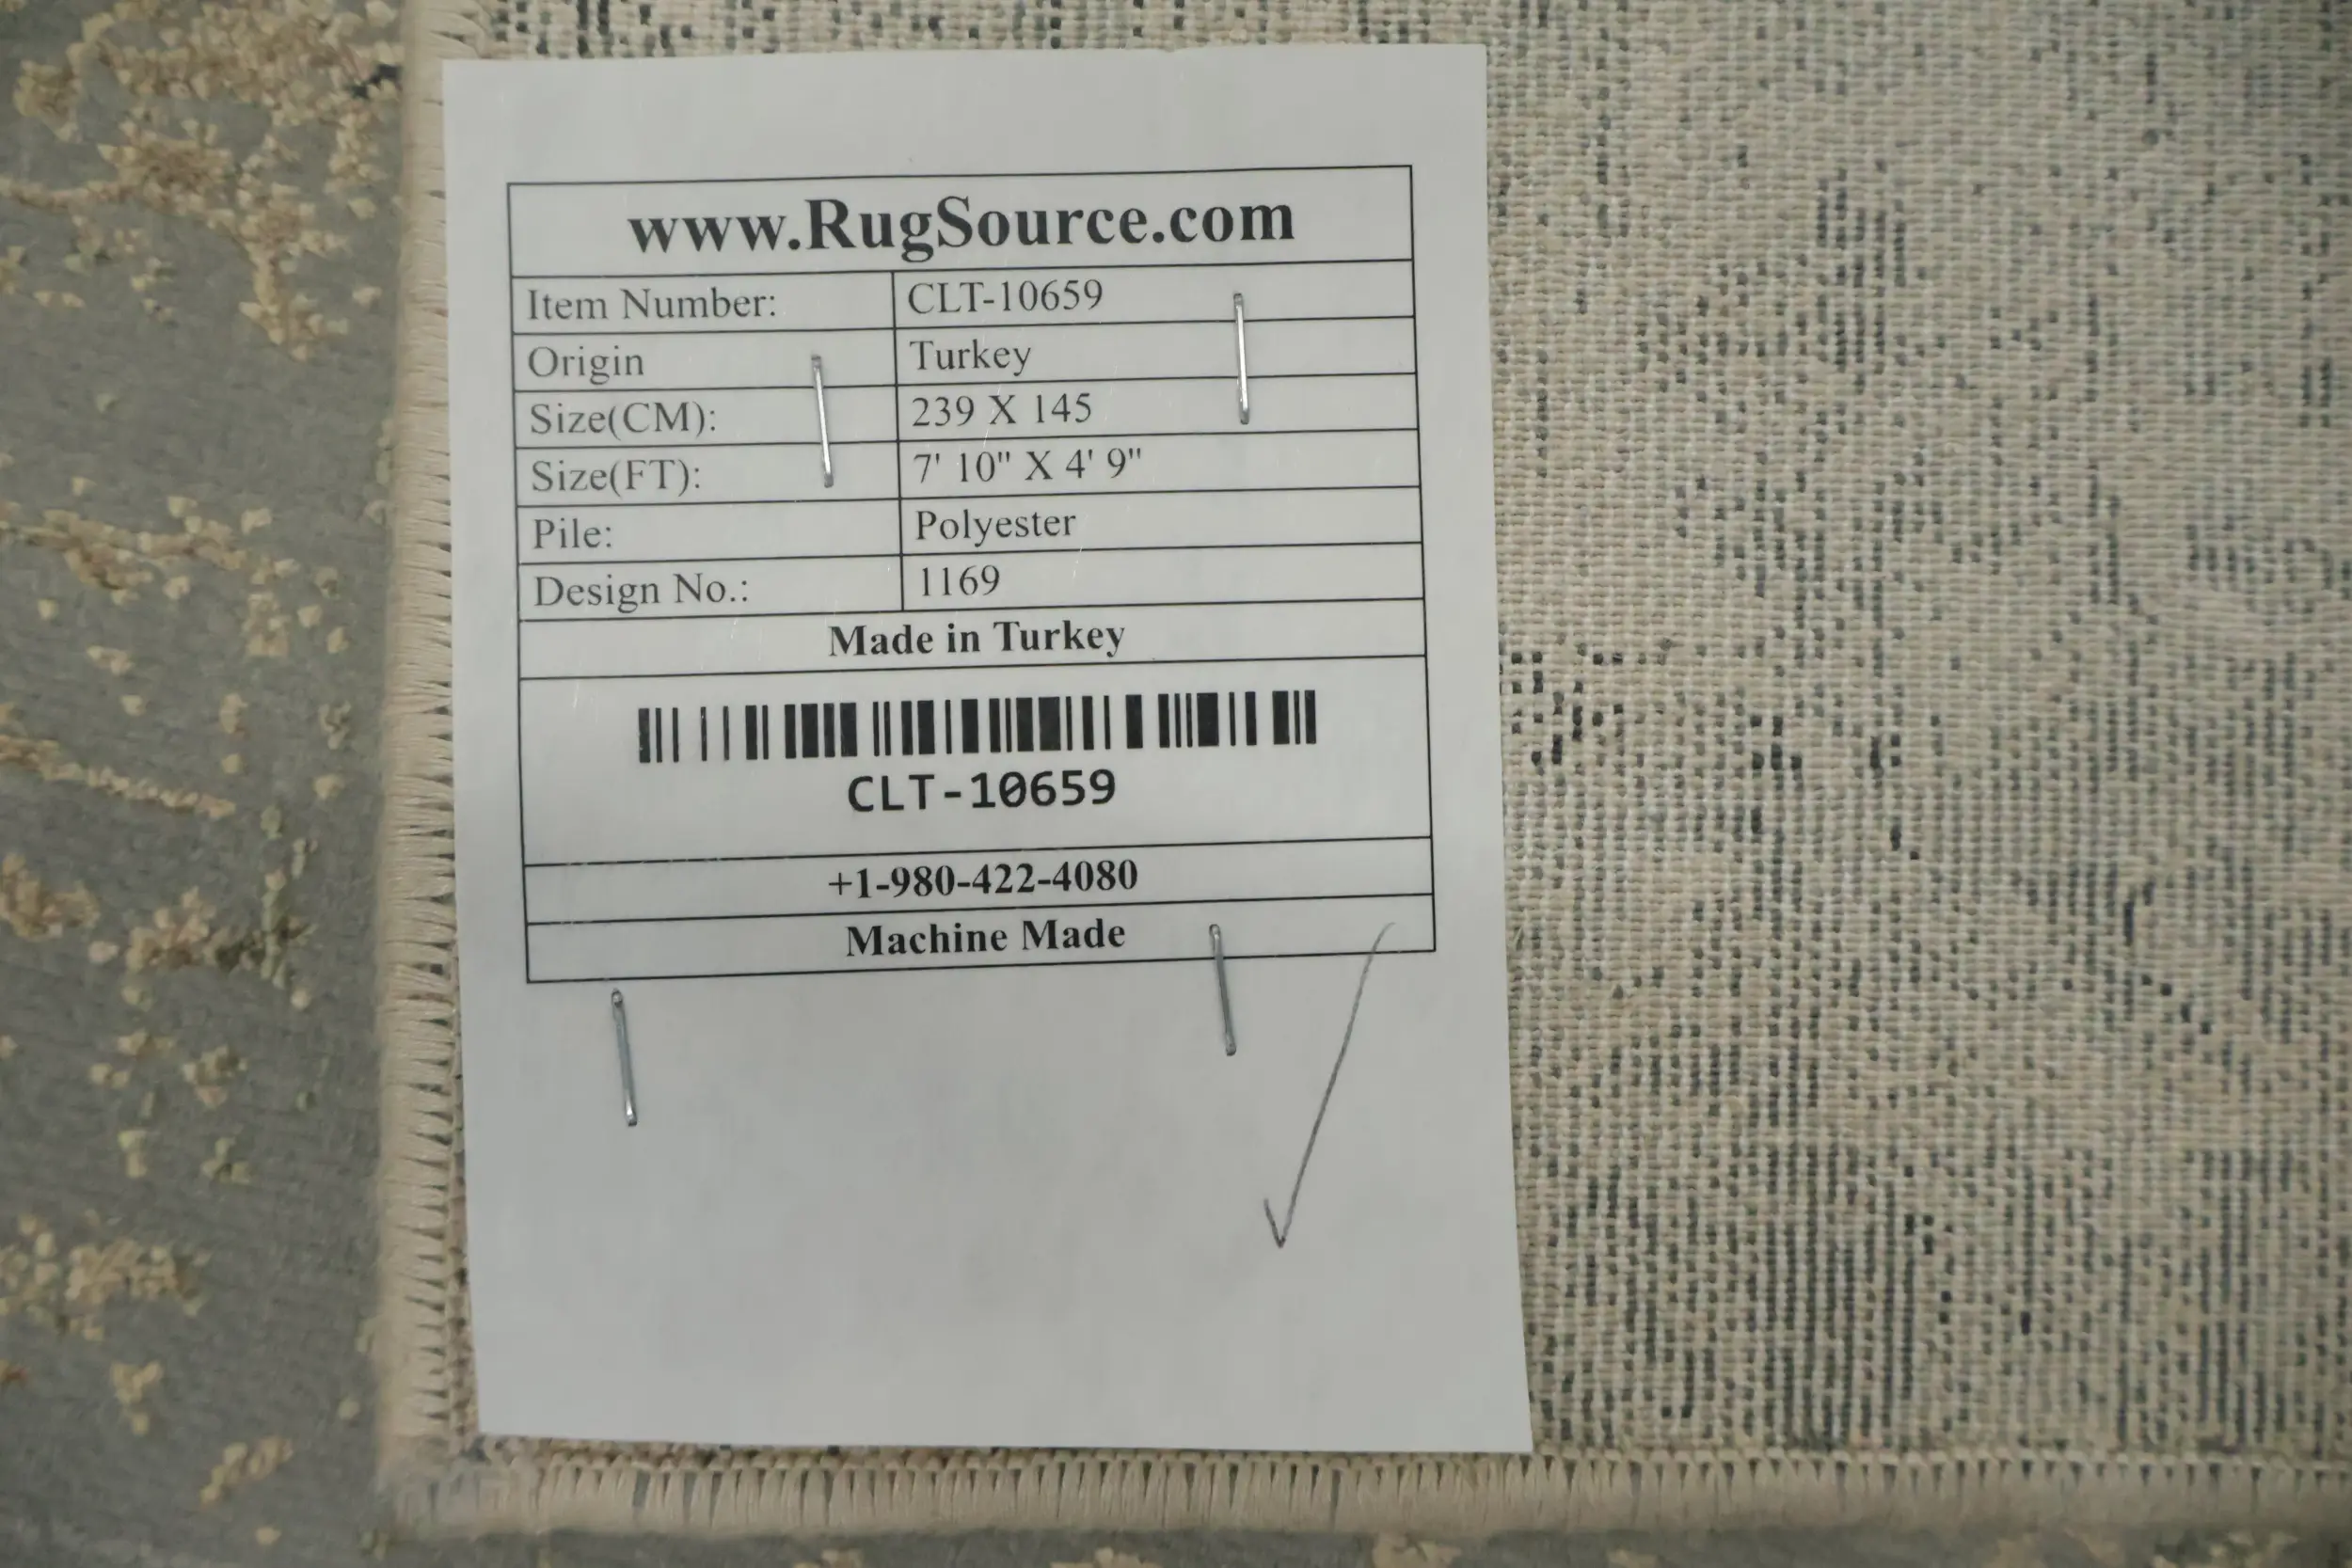 www.RugSource.com
Item Number: CLT-10659
Origin Turkey
Size(CM): 239 X 145
Size(FT): 7' 10" X 4' 9"
Pile: Polyester
Design No.: 1169
Made in Turkey
CLT-10659
+1-980-422-4080
Machine Made